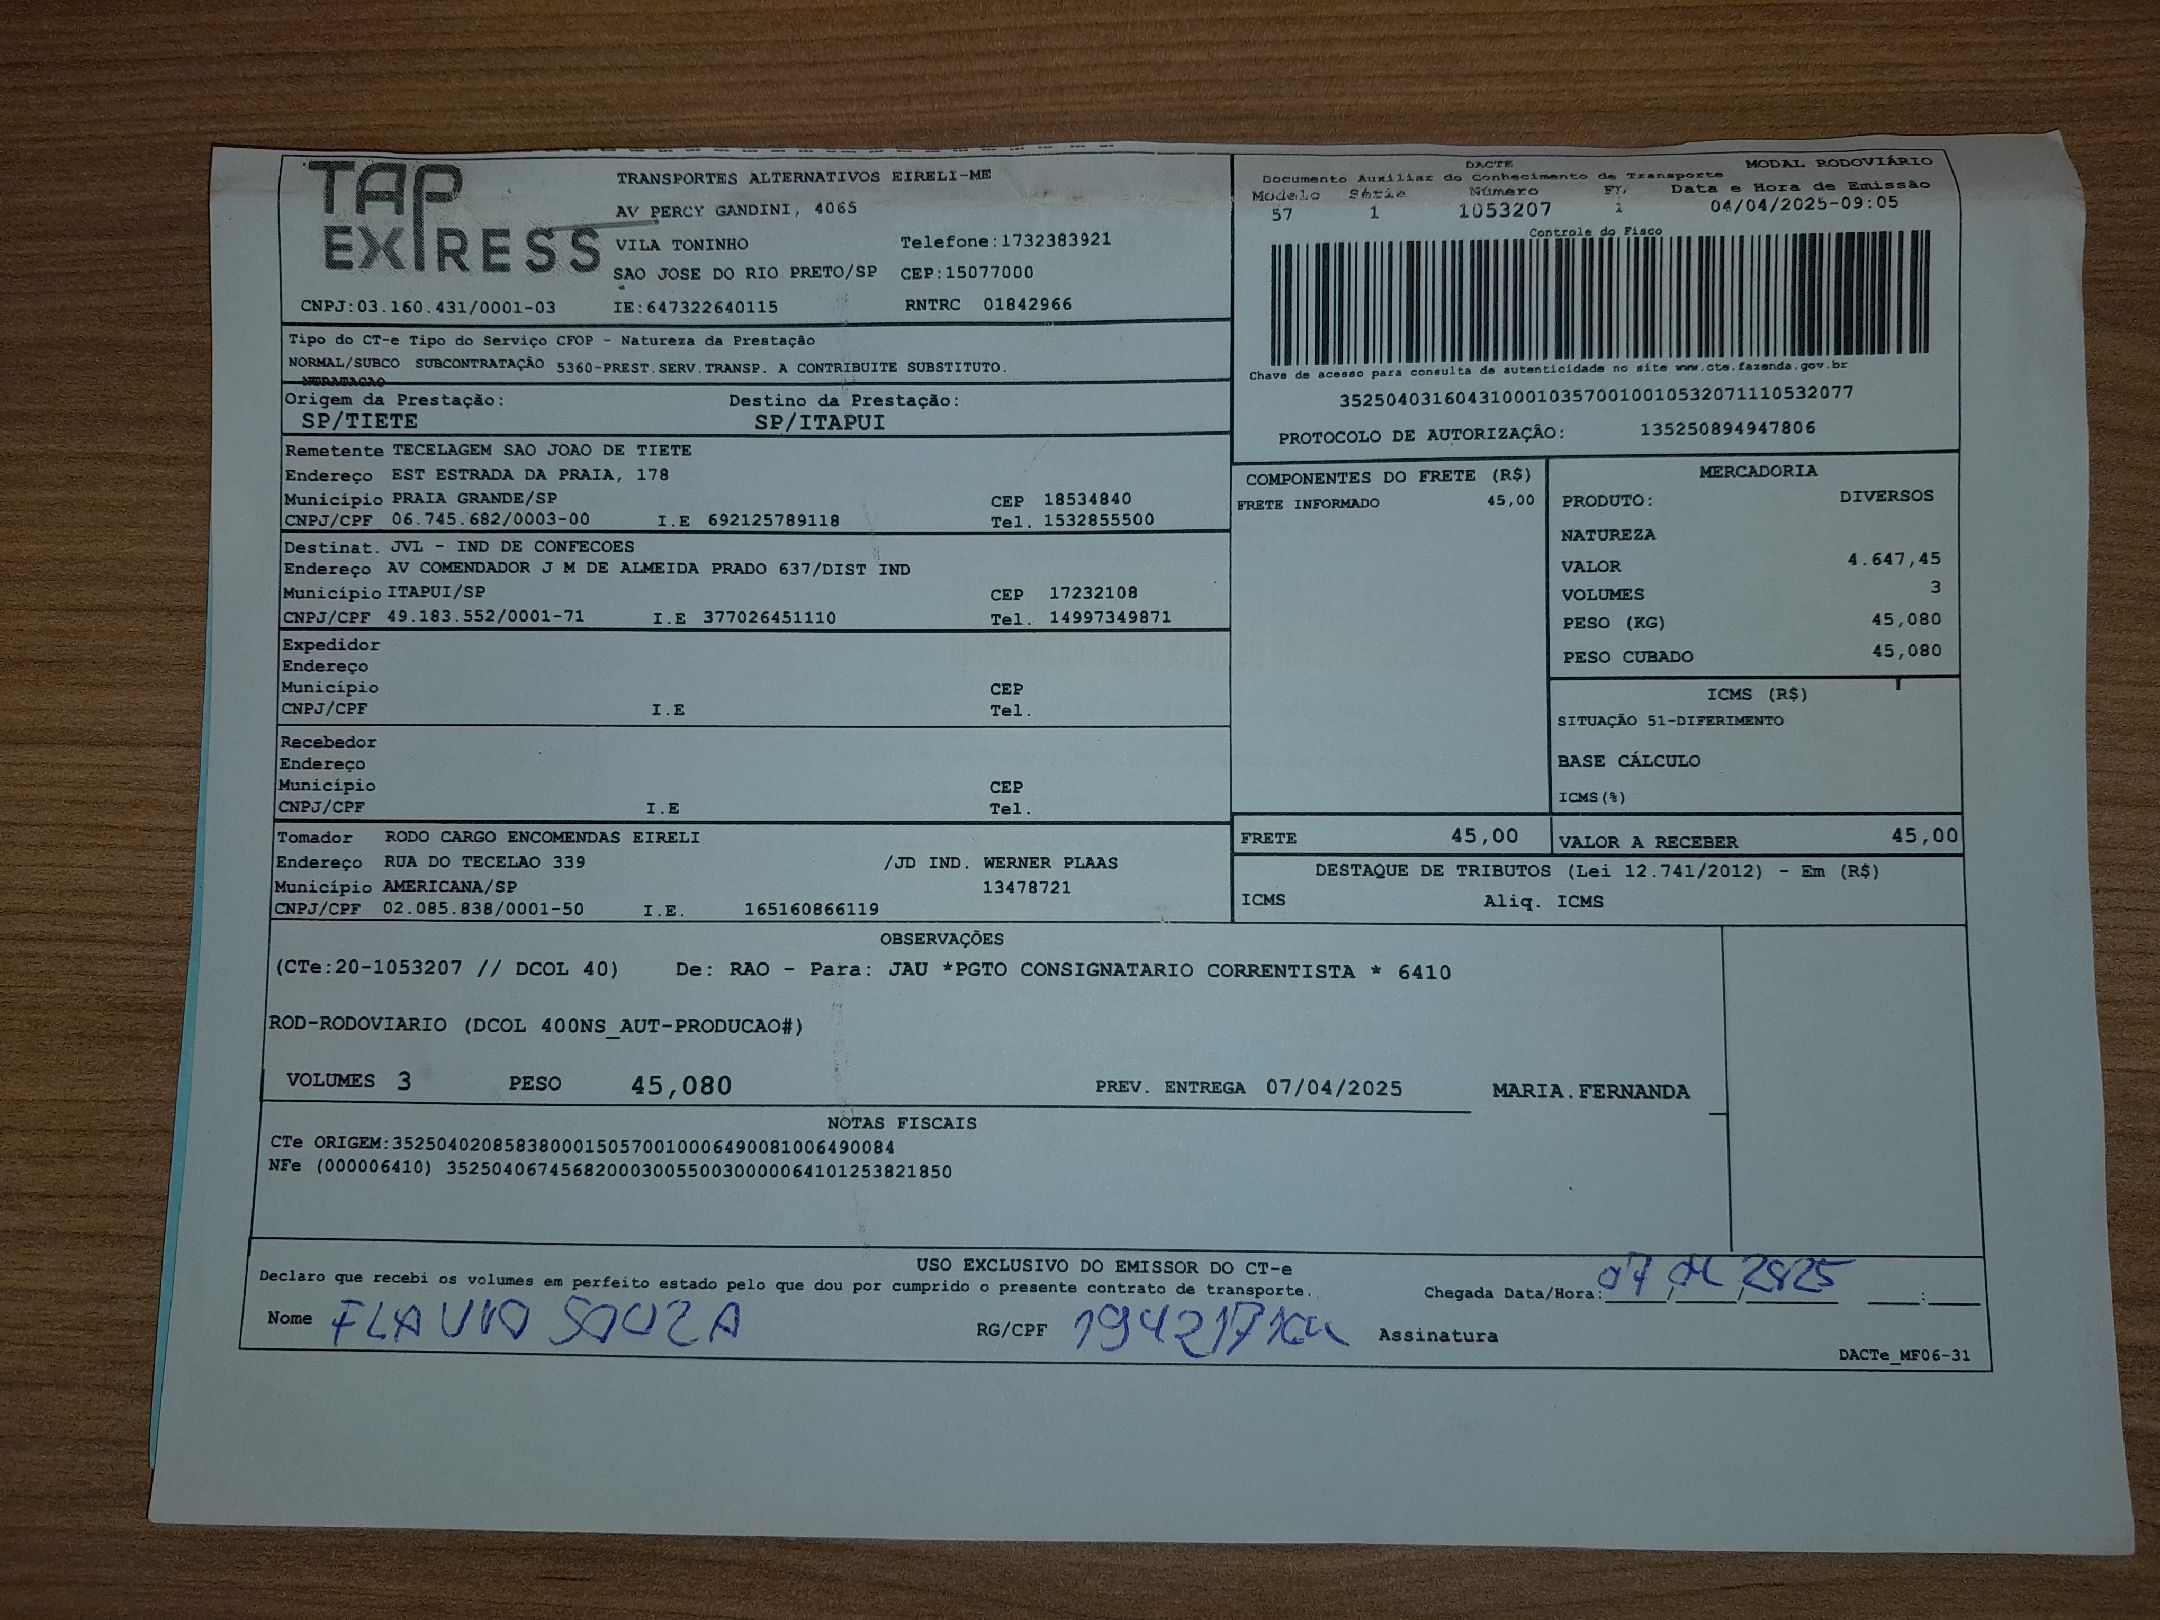 TAP EXPRESS
TRANSPORTES ALTERNATIVOS EIRELI-ME
AV PERCY GANDINI, 4065
VILA TONINHO Telefone:1732383921
SAO JOSE DO RIO PRETO/SP CEP:15077000
CNPJ:03.160.431/0001-03 IE:647322640115 RNTRC 01842966
DACTE MODAL RODOVIÁRIO
Documento Auxiliar do Conhecimento de Transporte
Modelo Série Número Fl. Data e Hora de Emissão
57 1 1053207 1 04/04/2025-09:05
Controle do Fisco
Chave de acesso para consulta de autenticidade no site www.cte.fazenda.gov.br
35250403160431000103570010010532071110532077
PROTOCOLO DE AUTORIZAÇÃO: 135250894947806
Tipo do CT-e Tipo do Serviço CFOP - Natureza da Prestação
NORMAL/SUBCO SUBCONTRATAÇÃO 5360-PREST.SERV.TRANSP. A CONTRIBUITE SUBSTITUTO.
NTRATACAO
Origem da Prestação: Destino da Prestação:
SP/TIETE SP/ITAPUI
Remetente TECELAGEM SAO JOAO DE TIETE
Endereço EST ESTRADA DA PRAIA, 178
Município PRAIA GRANDE/SP CEP 18534840
CNPJ/CPF 06.745.682/0003-00 I.E 692125789118 Tel. 1532855500
Destinat. JVL - IND DE CONFECOES
Endereço AV COMENDADOR J M DE ALMEIDA PRADO 637/DIST IND
Município ITAPUI/SP CEP 17232108
CNPJ/CPF 49.183.552/0001-71 I.E 377026451110 Tel. 14997349871
Expedidor
Endereço
Município CEP
CNPJ/CPF I.E Tel.
Recebedor
Endereço
Município CEP
CNPJ/CPF I.E Tel.
Tomador RODO CARGO ENCOMENDAS EIRELI
Endereço RUA DO TECELAO 339 /JD IND. WERNER PLAAS
Município AMERICANA/SP 13478721
CNPJ/CPF 02.085.838/0001-50 I.E. 165160866119
COMPONENTES DO FRETE (R$)
FRETE INFORMADO 45,00
MERCADORIA
PRODUTO: DIVERSOS
NATUREZA
VALOR 4.647,45
VOLUMES 3
PESO (KG) 45,080
PESO CUBADO 45,080
ICMS (R$)
SITUAÇÃO 51-DIFERIMENTO
BASE CÁLCULO
ICMS(%)
FRETE 45,00 VALOR A RECEBER 45,00
DESTAQUE DE TRIBUTOS (Lei 12.741/2012) - Em (R$)
ICMS Aliq. ICMS
OBSERVAÇÕES
(CTe:20-1053207 // DCOL 40) De: RAO - Para: JAU *PGTO CONSIGNATARIO CORRENTISTA * 6410
ROD-RODOVIARIO (DCOL 400NS_AUT-PRODUCAO#)
VOLUMES 3 PESO 45,080 PREV. ENTREGA 07/04/2025 MARIA.FERNANDA
NOTAS FISCAIS
CTe ORIGEM:35250402085838000150570010006490081006490084
NFe (000006410) 35250406745682000300550030000064101253821850
USO EXCLUSIVO DO EMISSOR DO CT-e
Declaro que recebi os volumes em perfeito estado pelo que dou por cumprido o presente contrato de transporte.
Chegada Data/Hora: 07 04 2025 :
Nome FLAVIO SOUZA RG/CPF Assinatura
DACTe_MF06-31